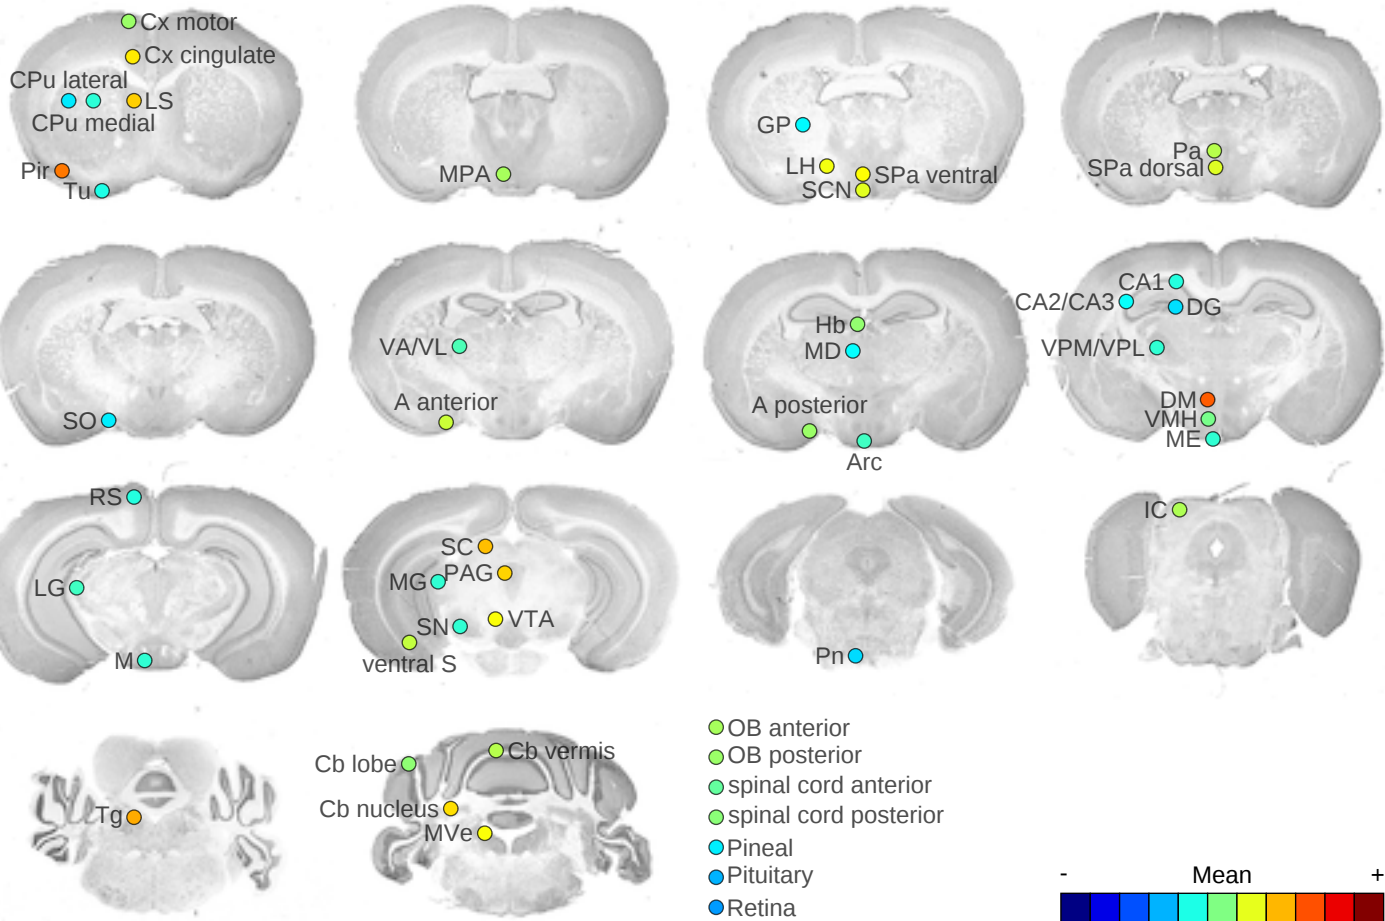 Cx motor
Cx cingulate
CPu lateral
LS
CPu medial
Pir
Tu
MPA
GP
LH
SPa ventral
SCN
Pa
SPa dorsal
SO
VA/VL
A anterior
Hb
MD
A posterior
Arc
CA1
CA2/CA3
DG
VPM/VPL
DM
VMH
ME
RS
LG
M
SC
PAG
MG
VTA
SN
ventral S
Pn
IC
Tg
Cb vermis
Cb lobe
Cb nucleus
MVe
OB anterior
OB posterior
spinal cord anterior
spinal cord posterior
Pineal
Pituitary
Retina
- Mean +